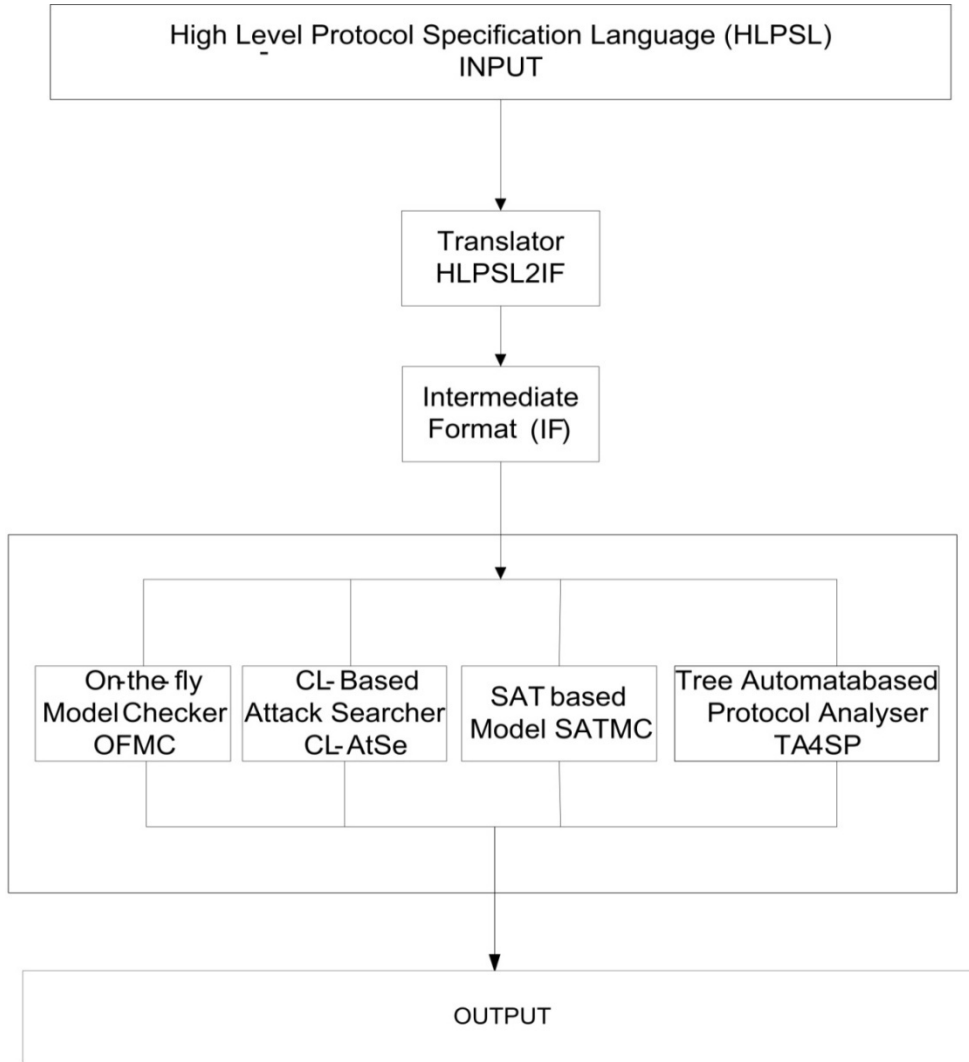 High Level Protocol Specification Language (HLPSL)
INPUT
Translator
HLPSL2IF
Intermediate
Format (IF)
On-the-fly
Model Checker
OFMC
CL-Based
Attack Searcher
CL-AtSe
SAT based
Model SATMC
Tree Automatabased
Protocol Analyser
TA4SP
OUTPUT